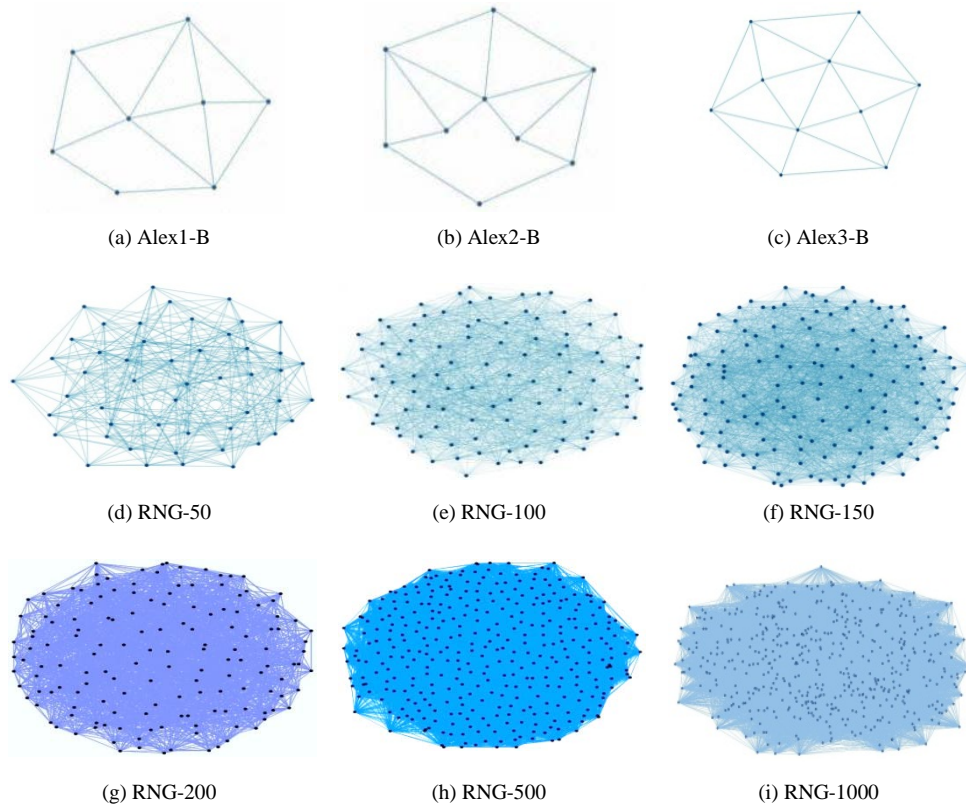 (a) Alex1-B
(b) Alex2-B
(c) Alex3-B
(d) RNG-50
(e) RNG-100
(f) RNG-150
(g) RNG-200
(h) RNG-500
(i) RNG-1000